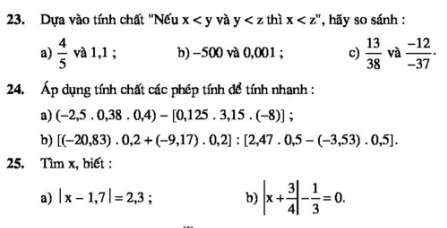 23. Dựa vào tính chất "Nếu x < y và y < z thì x < z", hãy so sánh :
a) 4/5 và 1,1 ; b) –500 và 0,001 ; c) 13/38 và -12/-37.
24. Áp dụng tính chất các phép tính để tính nhanh :
a) (–2,5 . 0,38 . 0,4) – [0,125 . 3,15 . (–8)] ;
b) [(–20,83) . 0,2 + (–9,17) . 0,2] : [2,47 . 0,5 – (–3,53) . 0,5].
25. Tìm x, biết :
a) |x – 1,7| = 2,3 ; b) |x + 3/4| – 1/3 = 0.